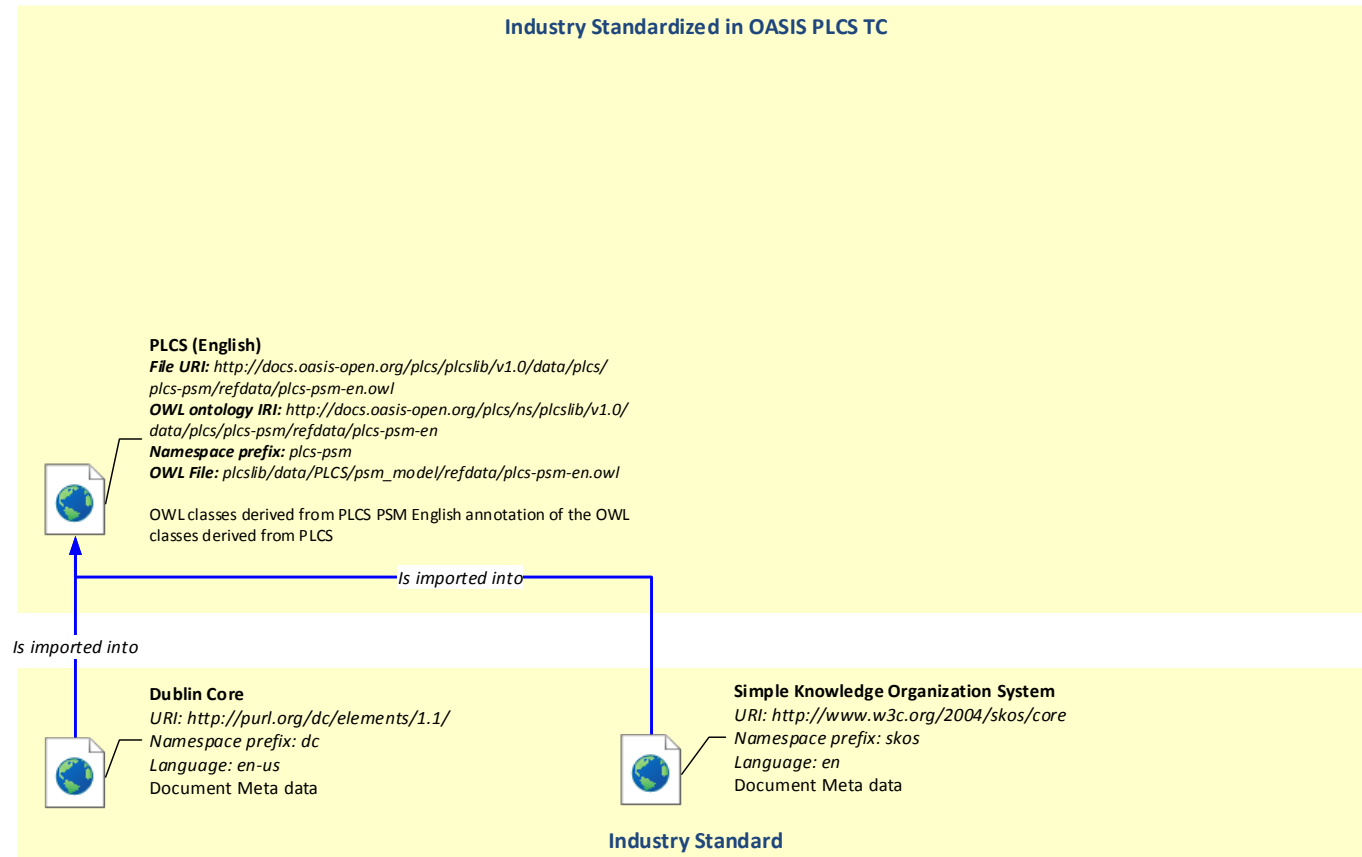 Industry Standardized in OASIS PLCS TC
PLCS (English)
File URI: http://docs.oasis-open.org/plcs/plcslib/v1.0/data/plcs/
plcs-psm/refdata/plcs-psm-en.owl
OWL ontology IRI: http://docs.oasis-open.org/plcs/ns/plcslib/v1.0/
data/plcs/plcs-psm/refdata/plcs-psm-en
Namespace prefix: plcs-psm
OWL File: plcslib/data/PLCS/psm_model/refdata/plcs-psm-en.owl
OWL classes derived from PLCS PSM English annotation of the OWL
classes derived from PLCS
Is imported into
Is imported into
Dublin Core
URI: http://purl.org/dc/elements/1.1/
Namespace prefix: dc
Language: en-us
Document Meta data
Simple Knowledge Organization System
URI: http://www.w3c.org/2004/skos/core
Namespace prefix: skos
Language: en
Document Meta data
Industry Standard